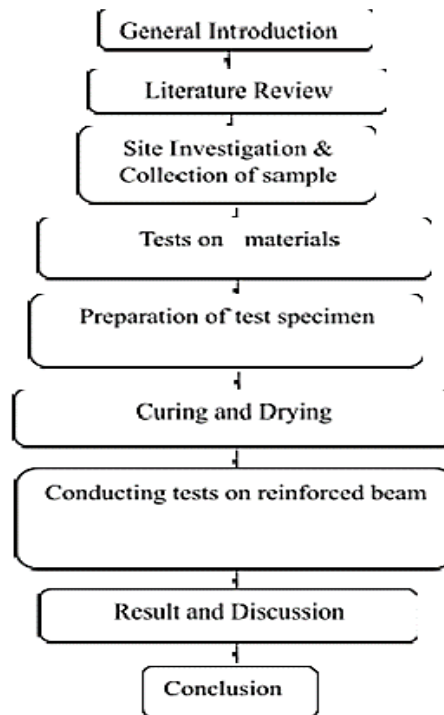 General Introduction
Literature Review
Site Investigation &
Collection of sample
Tests on materials
Preparation of test specimen
Curing and Drying
Conducting tests on reinforced beam
Result and Discussion
Conclusion